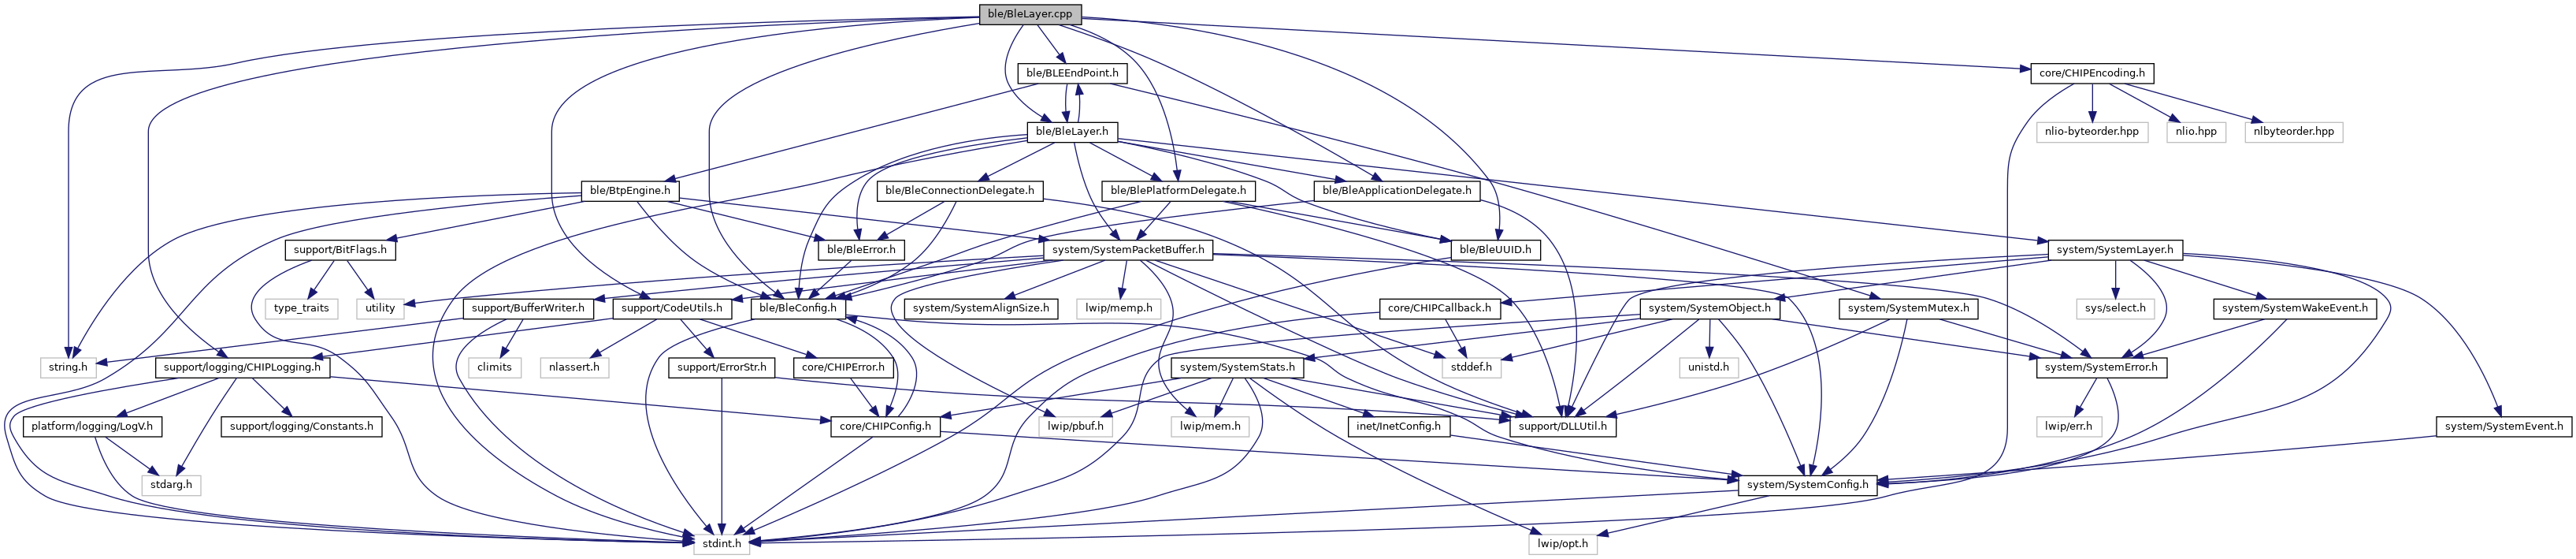 ble/BleLayer.cpp
ble/BLEEndPoint.h
core/CHIPEncoding.h
ble/BleLayer.h
nlio-byteorder.hpp
nlio.hpp
nlbyteorder.hpp
ble/BtpEngine.h
ble/BleConnectionDelegate.h
ble/BlePlatformDelegate.h
ble/BleApplicationDelegate.h
support/BitFlags.h
ble/BleError.h
system/SystemPacketBuffer.h
ble/BleUUID.h
system/SystemLayer.h
type_traits
utility
support/BufferWriter.h
support/CodeUtils.h
ble/BleConfig.h
system/SystemAlignSize.h
lwip/memp.h
core/CHIPCallback.h
system/SystemObject.h
system/SystemMutex.h
sys/select.h
system/SystemWakeEvent.h
string.h
support/logging/CHIPLogging.h
climits
nlassert.h
support/ErrorStr.h
core/CHIPError.h
system/SystemStats.h
stddef.h
unistd.h
system/SystemError.h
platform/logging/LogV.h
support/logging/Constants.h
core/CHIPConfig.h
lwip/pbuf.h
lwip/mem.h
inet/InetConfig.h
support/DLLUtil.h
lwip/err.h
system/SystemEvent.h
stdarg.h
system/SystemConfig.h
stdint.h
lwip/opt.h